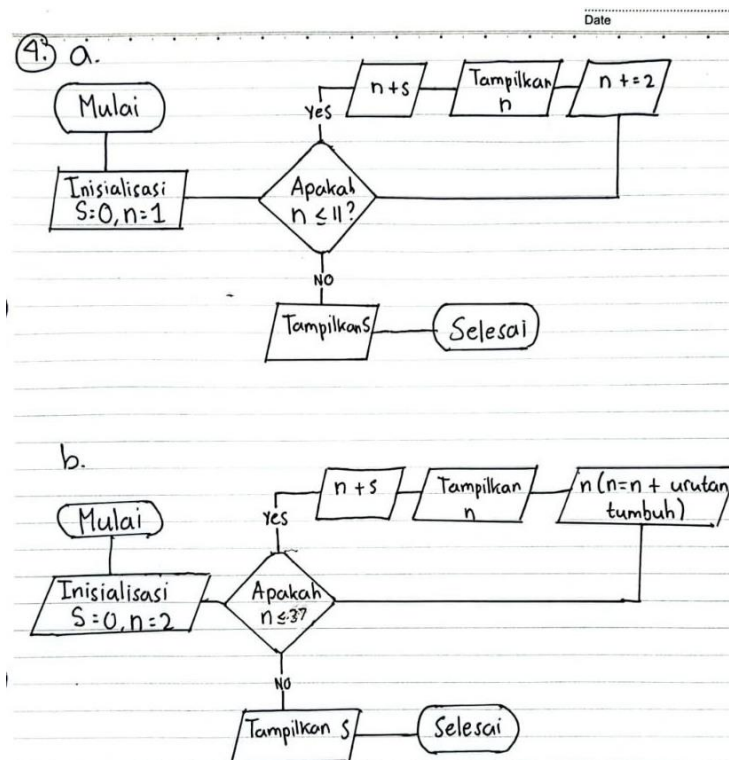 Date
4. a.
Mulai
Inisialisasi
S=0, n=1
Apakah
n ≤ 11?
Yes
n+s
Tampilkan
n
n +=2
NO
Tampilkan S
Selesai
b.
Mulai
Inisialisasi
S=0, n=2
Apakah
n ≤ 37
Yes
n + s
Tampilkan
n
n (n=n + urutan
tumbuh)
NO
Tampilkan S
Selesai